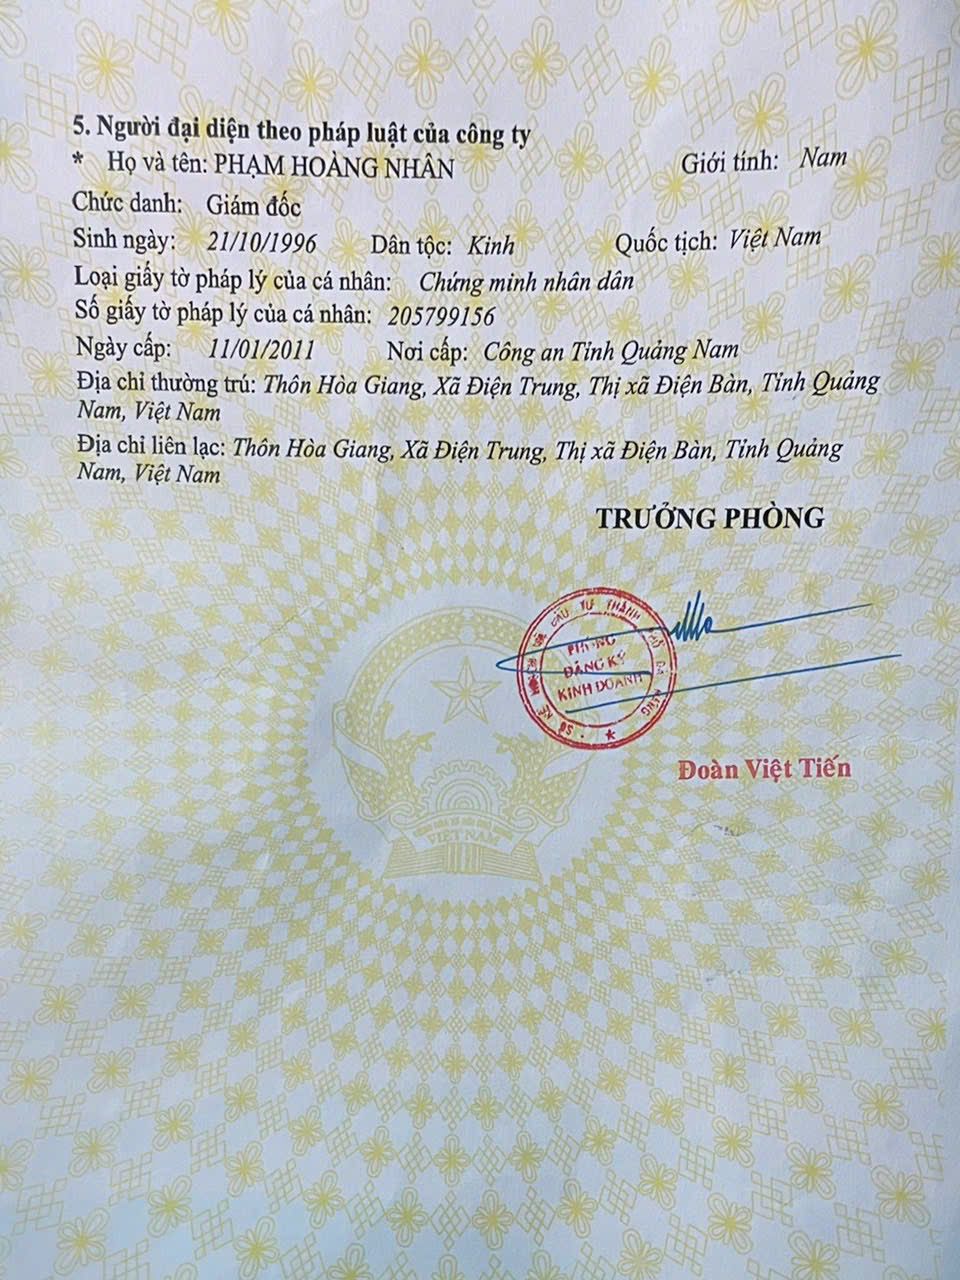 5. Người đại diện theo pháp luật của công ty
* Họ và tên: PHẠM HOÀNG NHÂN Giới tính: Nam
Chức danh: Giám đốc
Sinh ngày: 21/10/1996 Dân tộc: Kinh Quốc tịch: Việt Nam
Loại giấy tờ pháp lý của cá nhân: Chứng minh nhân dân
Số giấy tờ pháp lý của cá nhân: 205799156
Ngày cấp: 11/01/2011 Nơi cấp: Công an Tỉnh Quảng Nam
Địa chỉ thường trú: Thôn Hòa Giang, Xã Điện Trung, Thị xã Điện Bàn, Tỉnh Quảng
Nam, Việt Nam
Địa chỉ liên lạc: Thôn Hòa Giang, Xã Điện Trung, Thị xã Điện Bàn, Tỉnh Quảng
Nam, Việt Nam
TRƯỞNG PHÒNG
PHÒNG
ĐĂNG KÝ
KINH DOANH
Đoàn Việt Tiến
VIỆT NAM